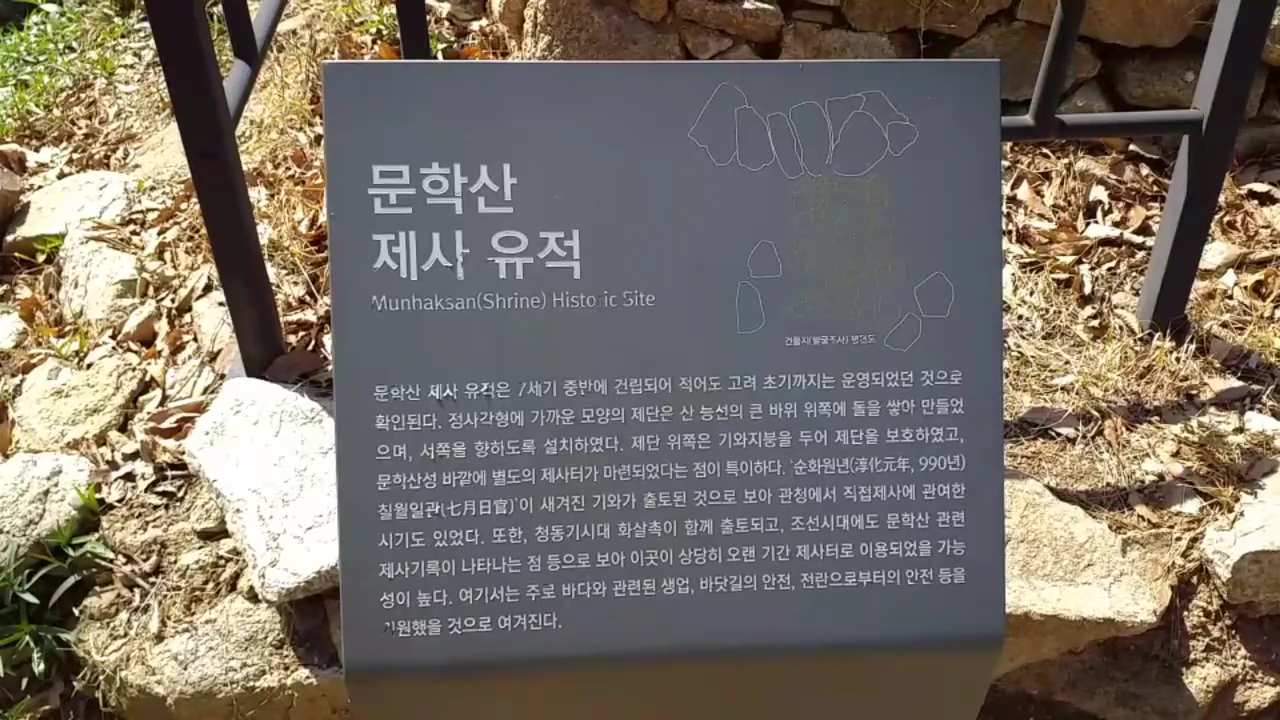 문학산
제사 유적
Munhaksan(Shrine) Historic Site
건물지(발굴조사) 평면도
문학산 제사 유적은 7세기 중반에 건립되어 적어도 고려 초기까지는 운영되었던 것으로
확인된다. 정사각형에 가까운 모양의 제단은 산 능선의 큰 바위 위쪽에 돌을 쌓아 만들었
으며, 서쪽을 향하도록 설치하였다. 제단 위쪽은 기와지붕을 두어 제단을 보호하였고,
문학산성 바깥에 별도의 제사터가 마련되었다는 점이 특이하다. '순화원년(淳化元年, 990년)
칠월일관(七月日官)'이 새겨진 기와가 출토된 것으로 보아 관청에서 직접제사에 관여한
시기도 있었다. 또한, 청동기시대 화살촉이 함께 출토되고, 조선시대에도 문학산 관련
제사기록이 나타나는 점 등으로 보아 이곳이 상당히 오랜 기간 제사터로 이용되었을 가능
성이 높다. 여기서는 주로 바다와 관련된 생업, 바닷길의 안전, 전란으로부터의 안전 등을
기원했을 것으로 여겨진다.